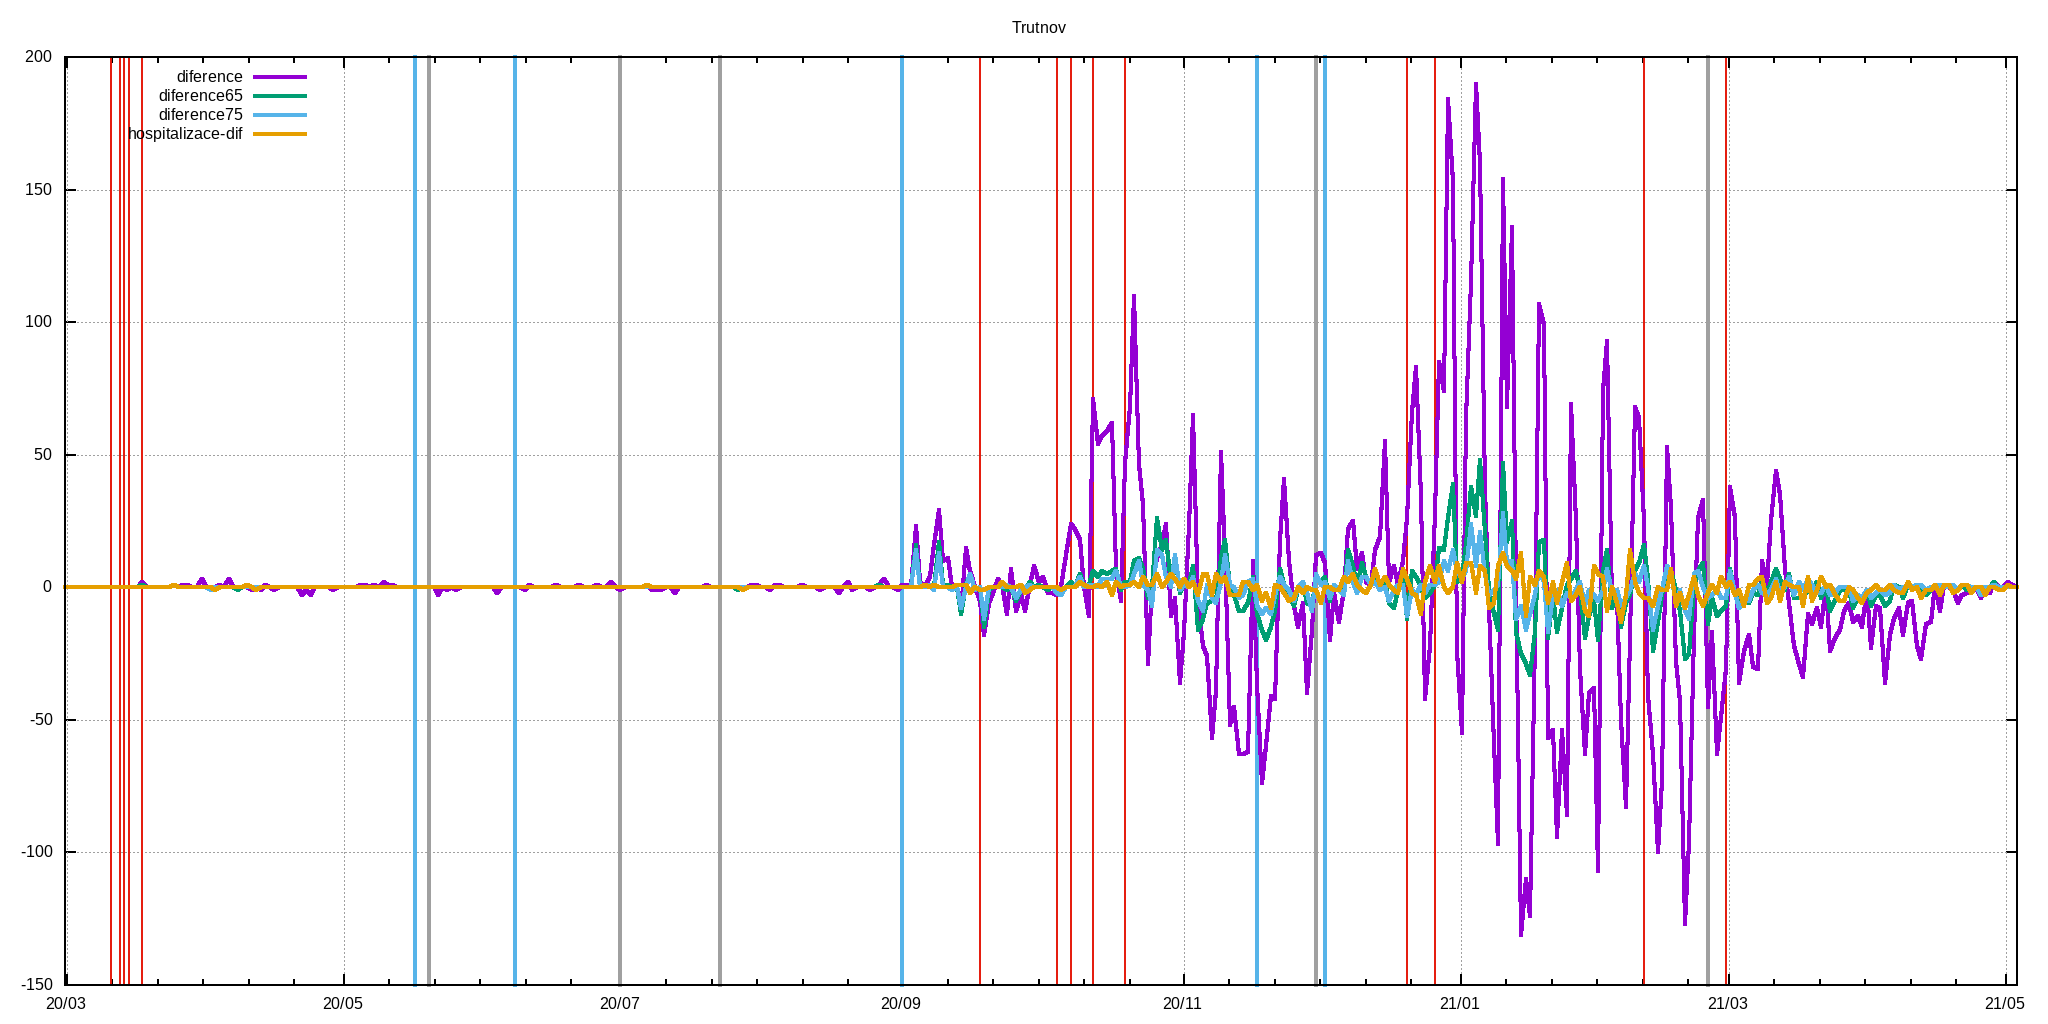 Trutnov
200
diference
diference65
diference75
hospitalizace-dif
150
100
50
0
-50
-100
-150
20/03 20/05 20/07 20/09 20/11 21/01 21/03 21/05